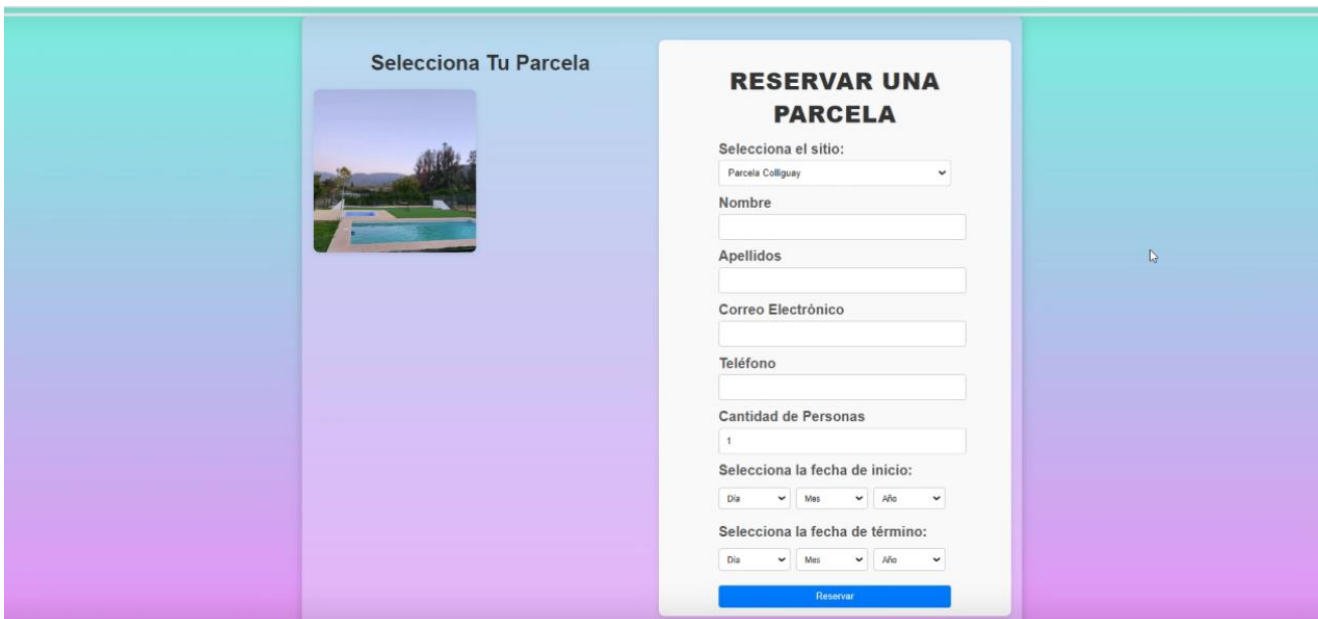 Selecciona Tu Parcela
RESERVAR UNA
PARCELA
Selecciona el sitio:
Parcela Colliguay
Nombre
Apellidos
Correo Electrónico
Teléfono
Cantidad de Personas
1
Selecciona la fecha de inicio:
Día Mes Año
Selecciona la fecha de término:
Día Mes Año
Reservar